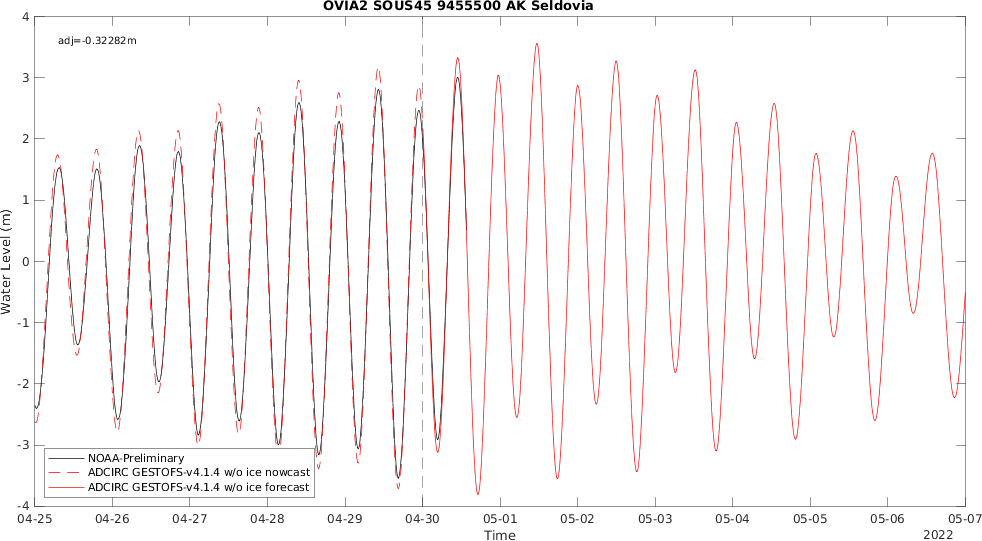 OVIA2 SOUS45 9455500 AK Seldovia
4
adj=-0.32282m
3
2
1
0
-1
-2
-3
-4
Water Level (m)
NOAA-Preliminary
ADCIRC GESTOFS-v4.1.4 w/o ice nowcast
ADCIRC GESTOFS-v4.1.4 w/o ice forecast
04-25 04-26 04-27 04-28 04-29 04-30 05-01 05-02 05-03 05-04 05-05 05-06 05-07
Time
2022